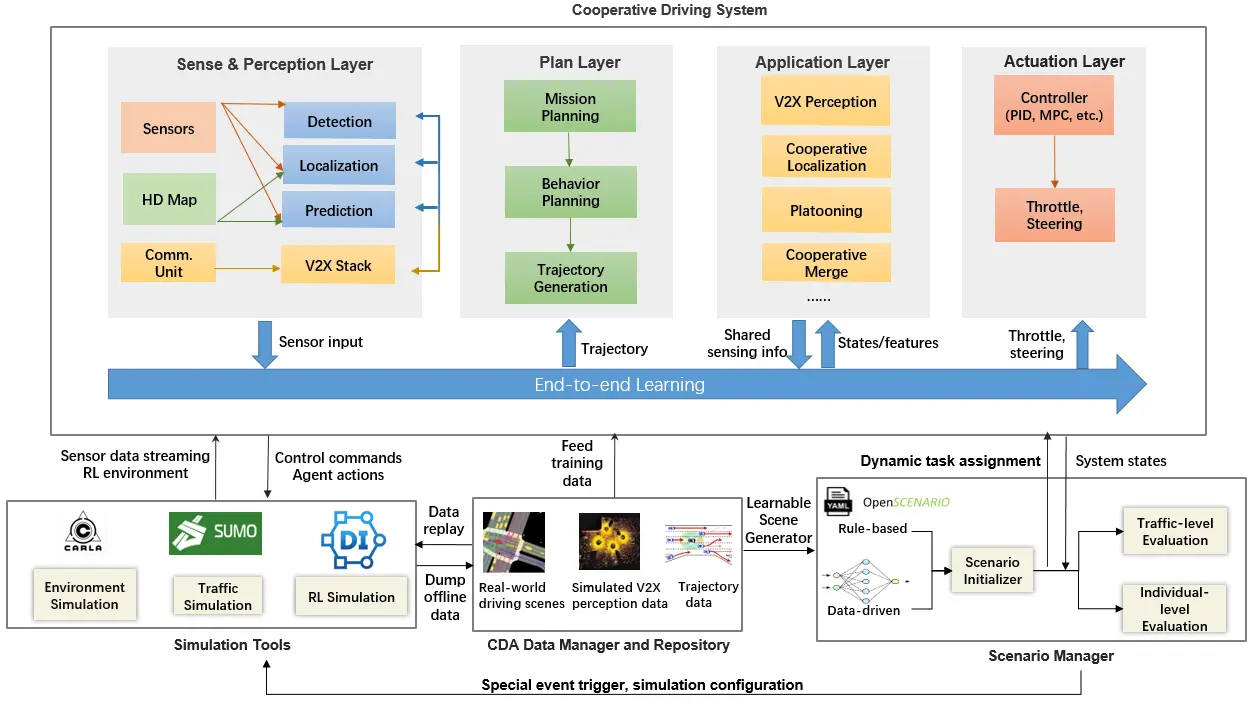 Cooperative Driving System
Sense & Perception Layer
Sensors
HD Map
Comm.
Unit
Detection
Localization
Prediction
V2X Stack
Plan Layer
Mission
Planning
Behavior
Planning
Trajectory
Generation
Application Layer
V2X Perception
Cooperative
Localization
Platooning
Cooperative
Merge
......
Actuation Layer
Controller
(PID, MPC, etc.)
Throttle,
Steering
Sensor input
Trajectory
Shared
sensing info
States/features
Throttle,
steering
End-to-end Learning
Sensor data streaming
RL environment
Control commands
Agent actions
Feed
training
data
Dynamic task assignment
System states
CARLA
SUMO
DI
Environment
Simulation
Traffic
Simulation
RL Simulation
Simulation Tools
Data
replay
Dump
offline
data
Real-world
driving scenes
Simulated V2X
perception data
Trajectory
data
CDA Data Manager and Repository
Learnable
Scene
Generator
YAML
OpenSCENARIO
Rule-based
Data-driven
Scenario
Initializer
Traffic-level
Evaluation
Individual-
level
Evaluation
Scenario Manager
Special event trigger, simulation configuration